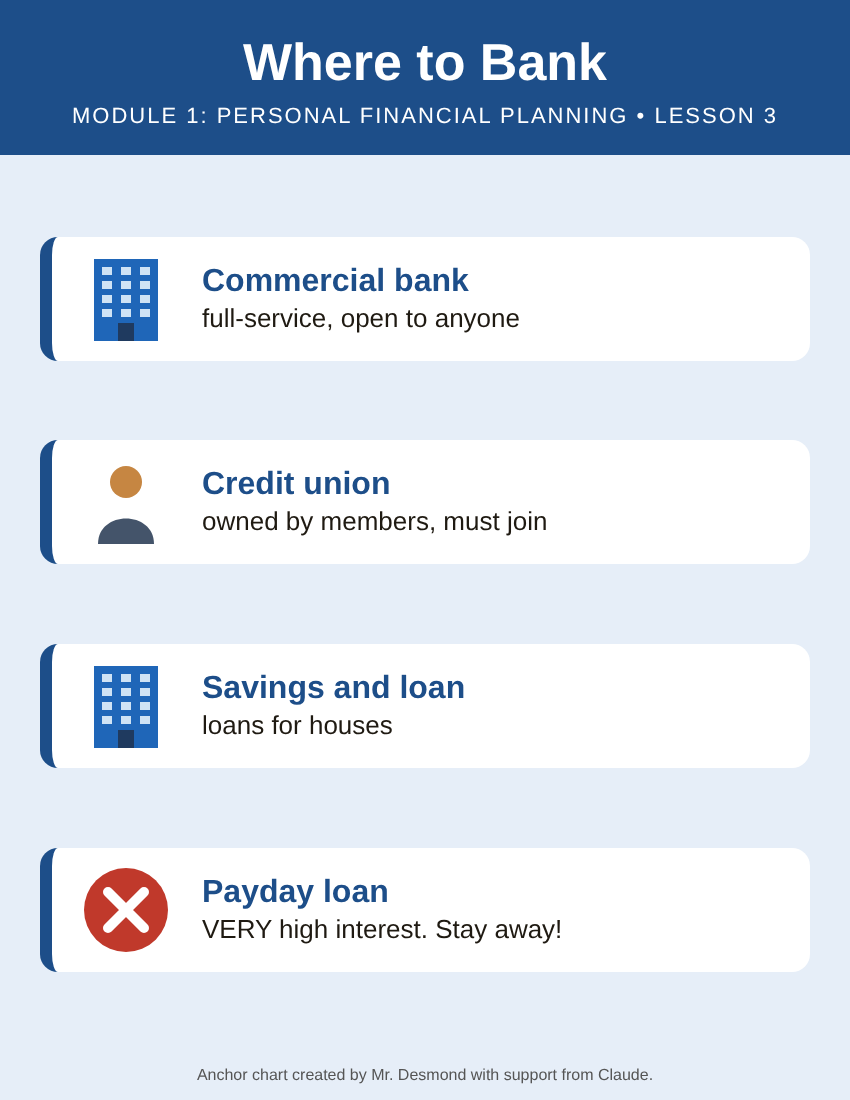 Where to Bank
MODULE 1: PERSONAL FINANCIAL PLANNING • LESSON 3
Commercial bank
full-service, open to anyone
Credit union
owned by members, must join
Savings and loan
loans for houses
Payday loan
VERY high interest. Stay away!
Anchor chart created by Mr. Desmond with support from Claude.